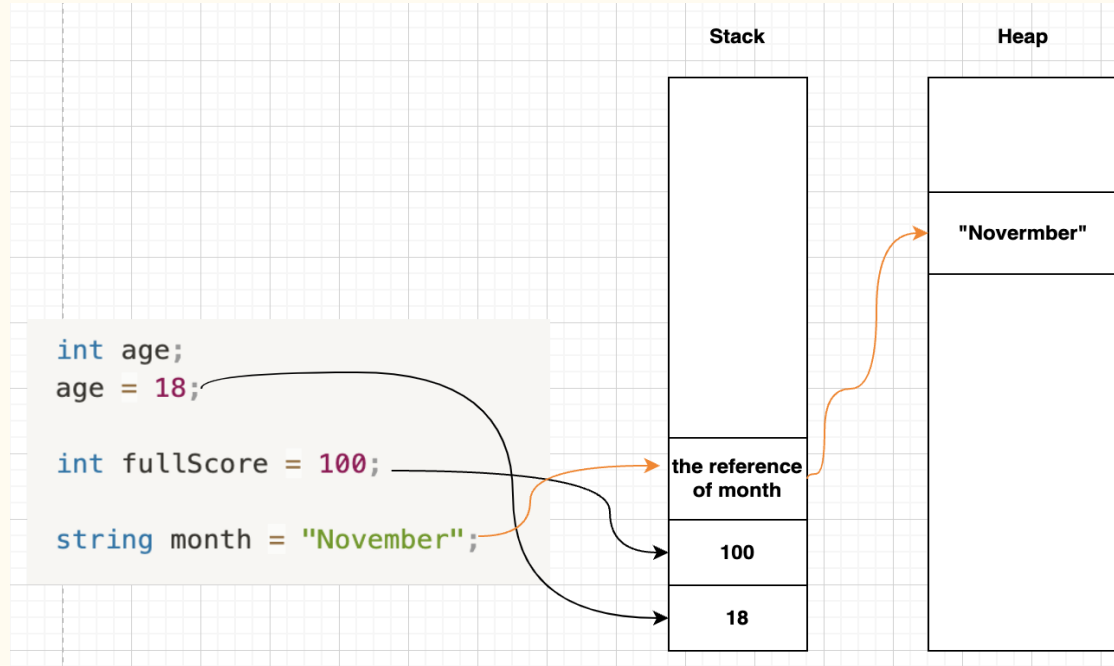 Stack
Heap
"Novermber"
int age;
age = 18;
int fullScore = 100;
string month = "November";
the reference
of month
100
18